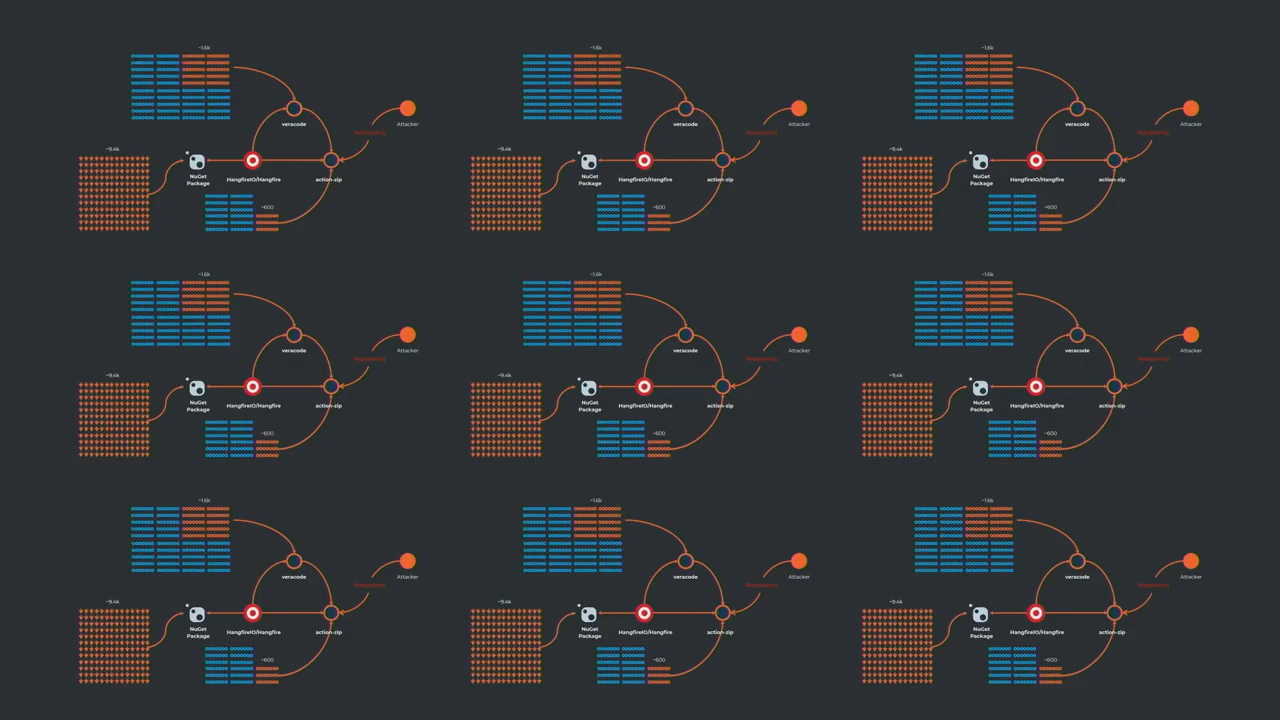 ~1.6k
veracode
Attacker
~9.4k
NuGet
Package
HangfireIO/Hangfire
action-zip
~600
~1.6k
veracode
Attacker
~9.4k
NuGet
Package
HangfireIO/Hangfire
action-zip
~600
~1.6k
veracode
Attacker
~9.4k
NuGet
Package
HangfireIO/Hangfire
action-zip
~600
~1.6k
veracode
Attacker
~9.4k
NuGet
Package
HangfireIO/Hangfire
action-zip
~600
~1.6k
veracode
Attacker
~9.4k
NuGet
Package
HangfireIO/Hangfire
action-zip
~600
~1.6k
veracode
Attacker
~9.4k
NuGet
Package
HangfireIO/Hangfire
action-zip
~600
~1.6k
veracode
Attacker
~9.4k
NuGet
Package
HangfireIO/Hangfire
action-zip
~600
~1.6k
veracode
Attacker
~9.4k
NuGet
Package
HangfireIO/Hangfire
action-zip
~600
~1.6k
veracode
Attacker
~9.4k
NuGet
Package
HangfireIO/Hangfire
action-zip
~600